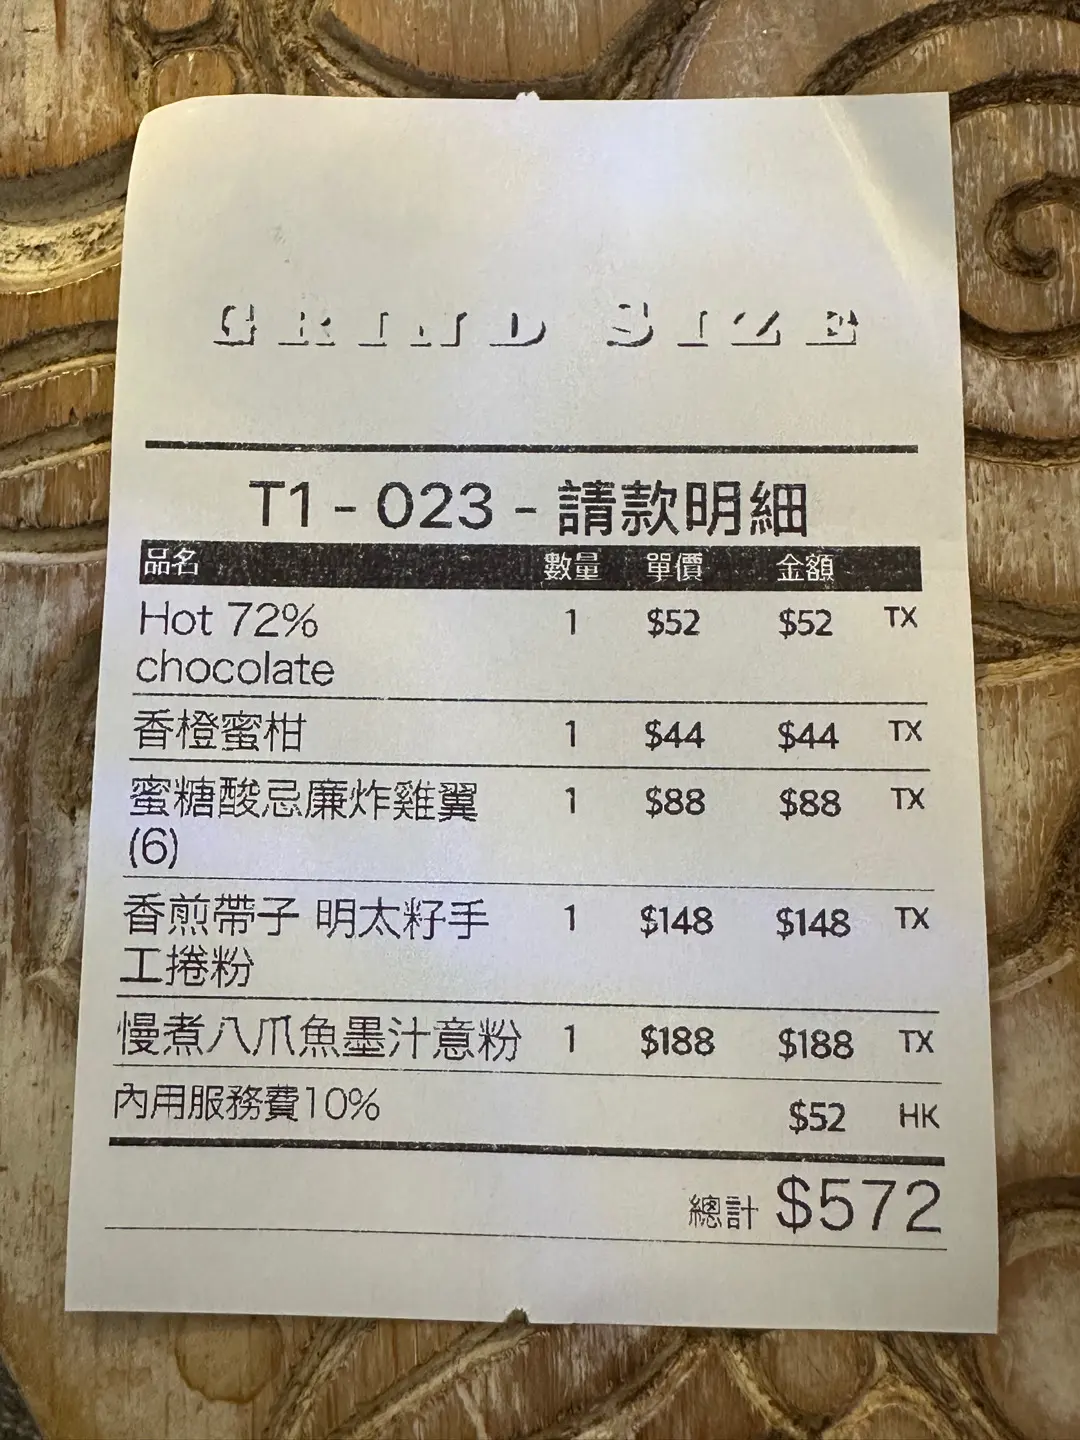 GRIND SIZE
T1 - 023 - 請款明細
品名 數量 單價 金額
Hot 72% 1 $52 $52 TX
chocolate
香橙蜜柑 1 $44 $44 TX
蜜糖酸忌廉炸雞翼 1 $88 $88 TX
(6)
香煎帶子 明太籽手 1 $148 $148 TX
工捲粉
慢煮八爪魚墨汁意粉 1 $188 $188 TX
內用服務費10% $52 HK
總計 $572